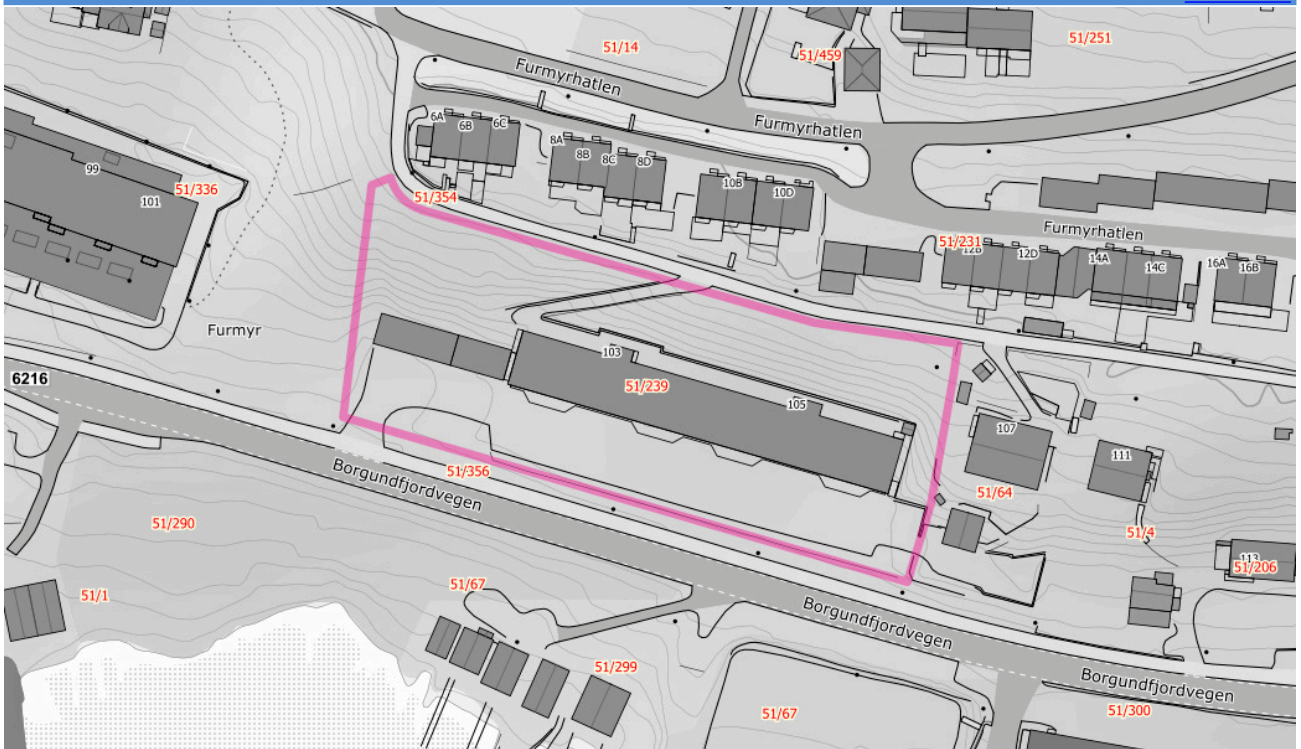 51/14
51/459
51/251
Furmyrhatlen
Furmyrhatlen
6A
6B
6C
8A
8B
8C
8D
10B
10D
99
101
51/336
51/354
Furmyrhatlen
51/231
12B
12D
14A
14C
16A
16B
Furmyr
103
51/239
105
6216
107
111
51/356
Borgundfjordvegen
51/64
51/290
51/4
113
51/206
51/1
51/67
Borgundfjordvegen
51/299
Borgundfjordvegen
51/67
51/300